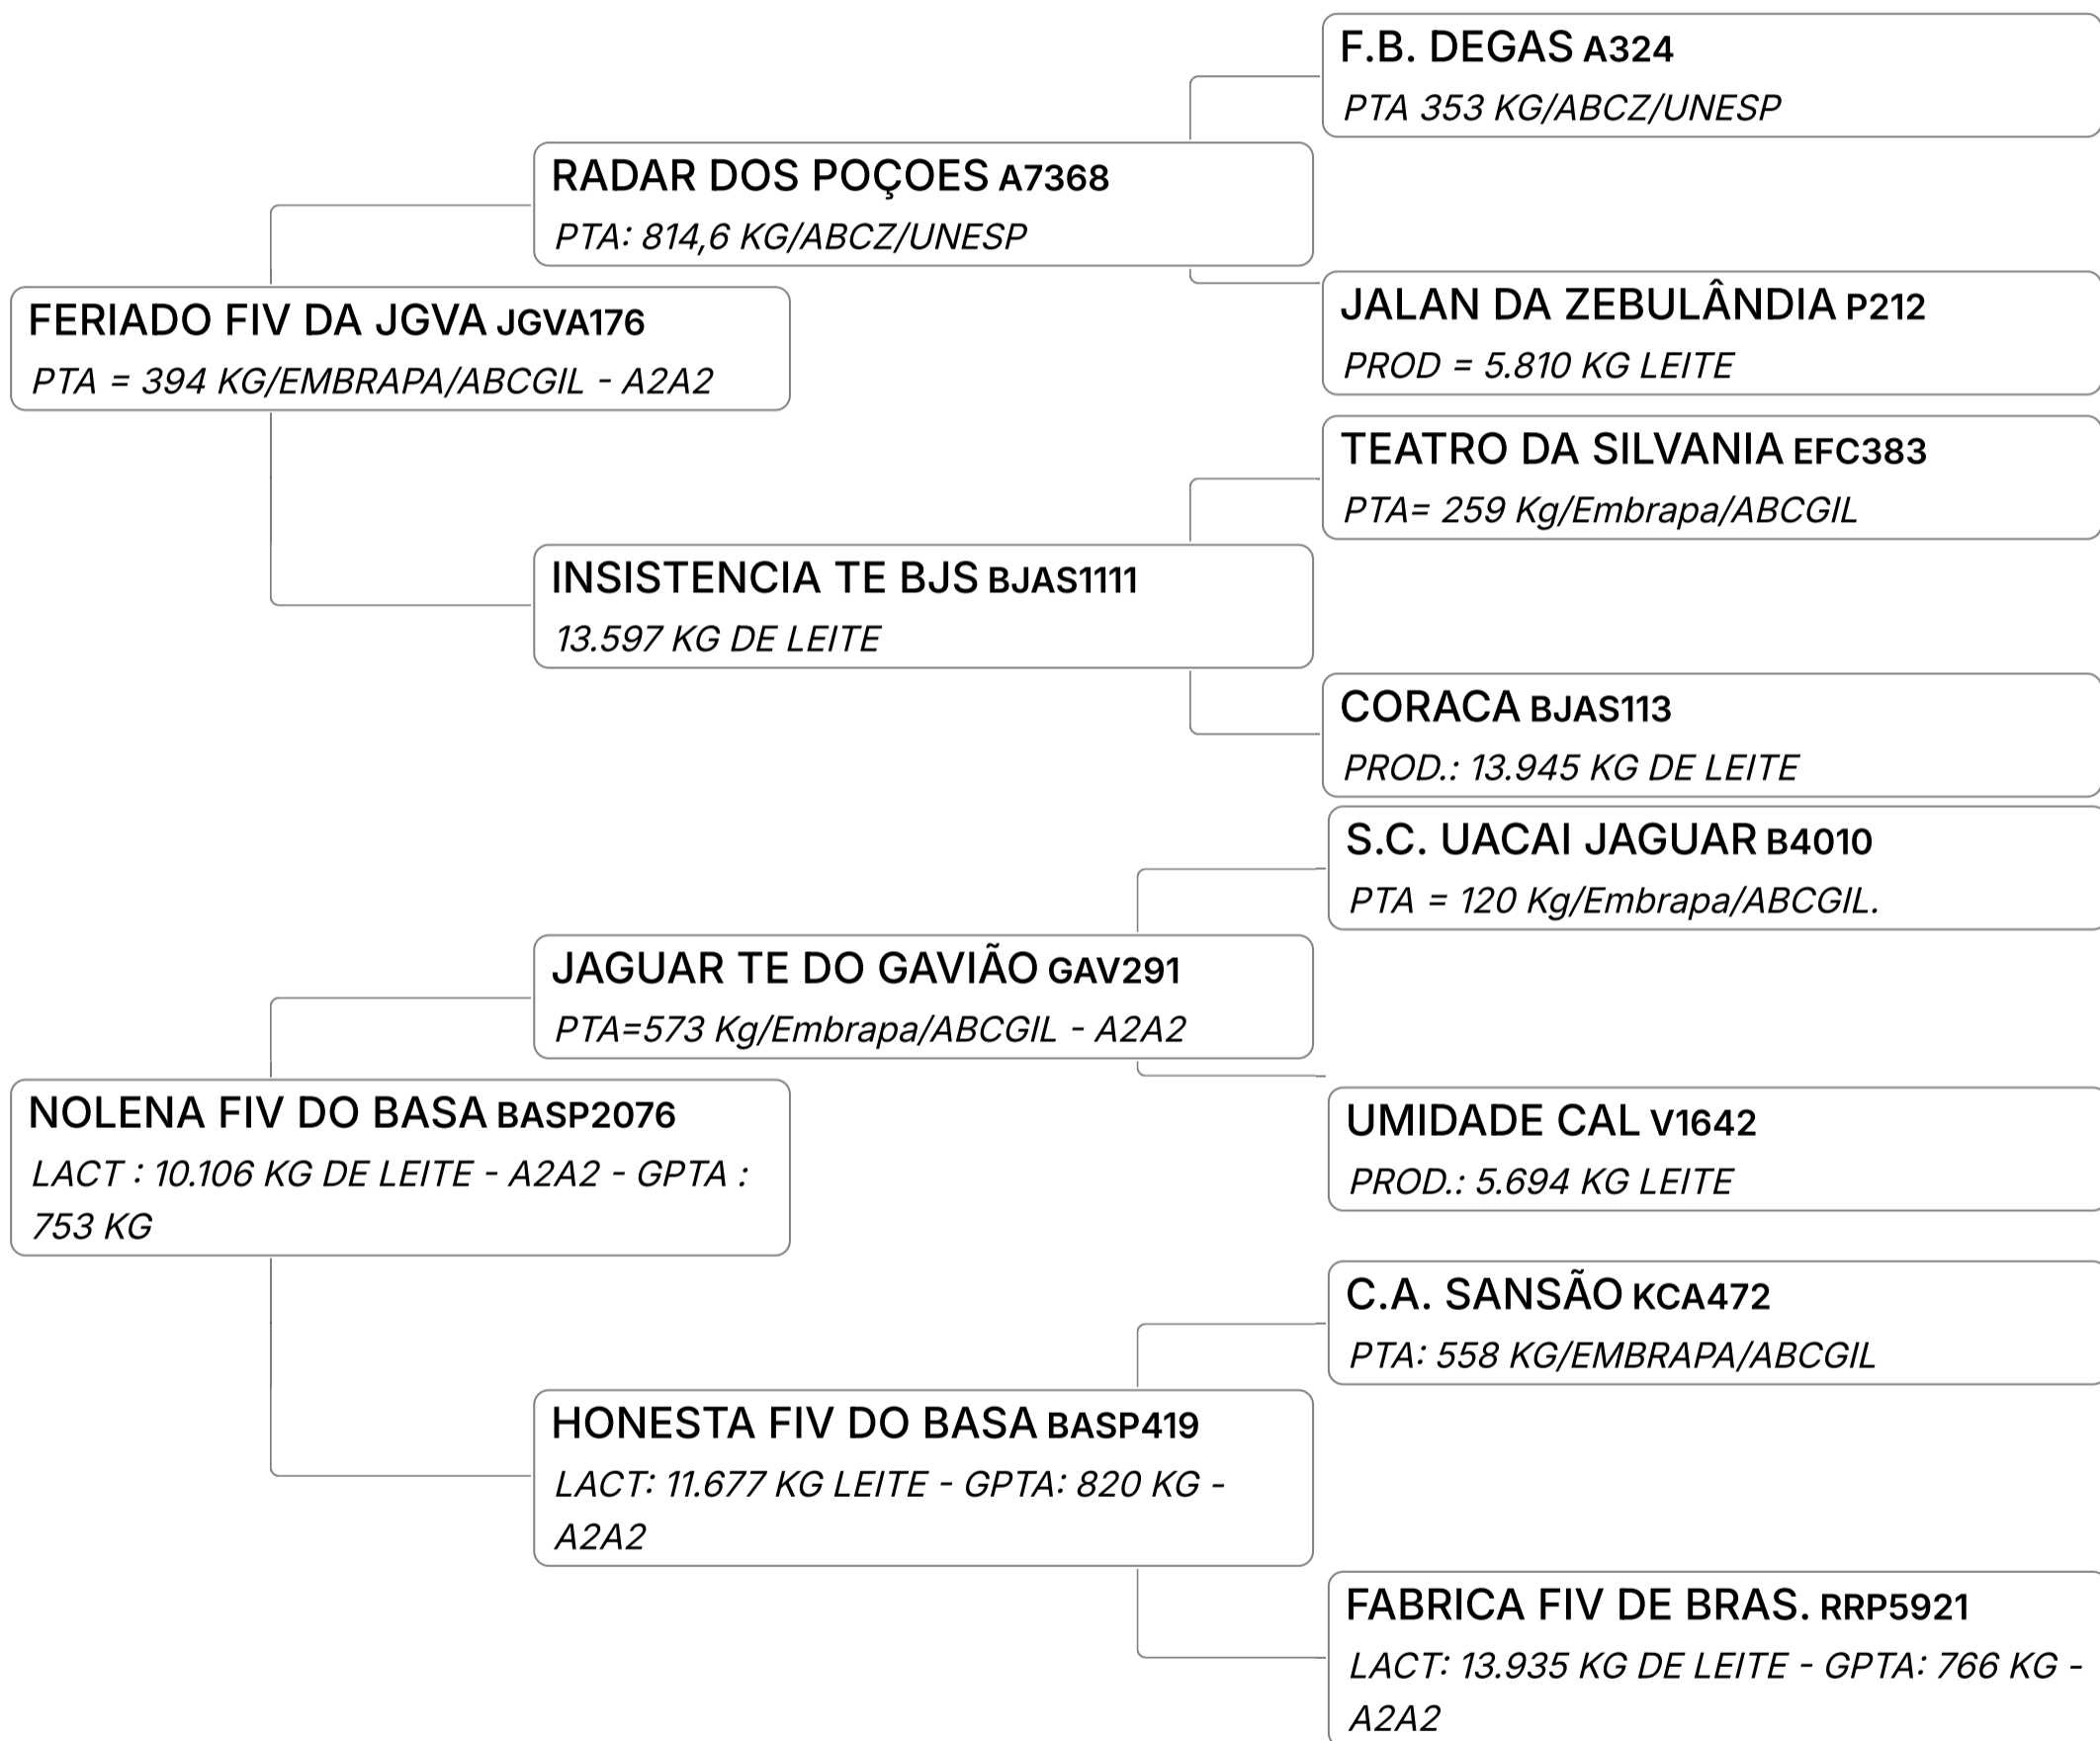 F.B. DEGAS A324
PTA 353 KG/ABCZ/UNESP
RADAR DOS POÇOES A7368
PTA: 814,6 KG/ABCZ/UNESP
JALAN DA ZEBULÂNDIA P212
PROD = 5.810 KG LEITE
FERIADO FIV DA JGVA JGVA176
PTA = 394 KG/EMBRAPA/ABCGIL - A2A2
TEATRO DA SILVANIA EFC383
PTA= 259 Kg/Embrapa/ABCGIL
INSISTENCIA TE BJS BJAS1111
13.597 KG DE LEITE
CORACA BJAS113
PROD.: 13.945 KG DE LEITE
S.C. UACAI JAGUAR B4010
PTA = 120 Kg/Embrapa/ABCGIL.
JAGUAR TE DO GAVIÃO GAV291
PTA=573 Kg/Embrapa/ABCGIL - A2A2
UMIDADE CAL V1642
PROD.: 5.694 KG LEITE
NOLENA FIV DO BASA BASP2076
LACT : 10.106 KG DE LEITE - A2A2 - GPTA :
753 KG
C.A. SANSÃO KCA472
PTA: 558 KG/EMBRAPA/ABCGIL
HONESTA FIV DO BASA BASP419
LACT: 11.677 KG LEITE - GPTA: 820 KG -
A2A2
FABRICA FIV DE BRAS. RRP5921
LACT: 13.935 KG DE LEITE - GPTA: 766 KG -
A2A2